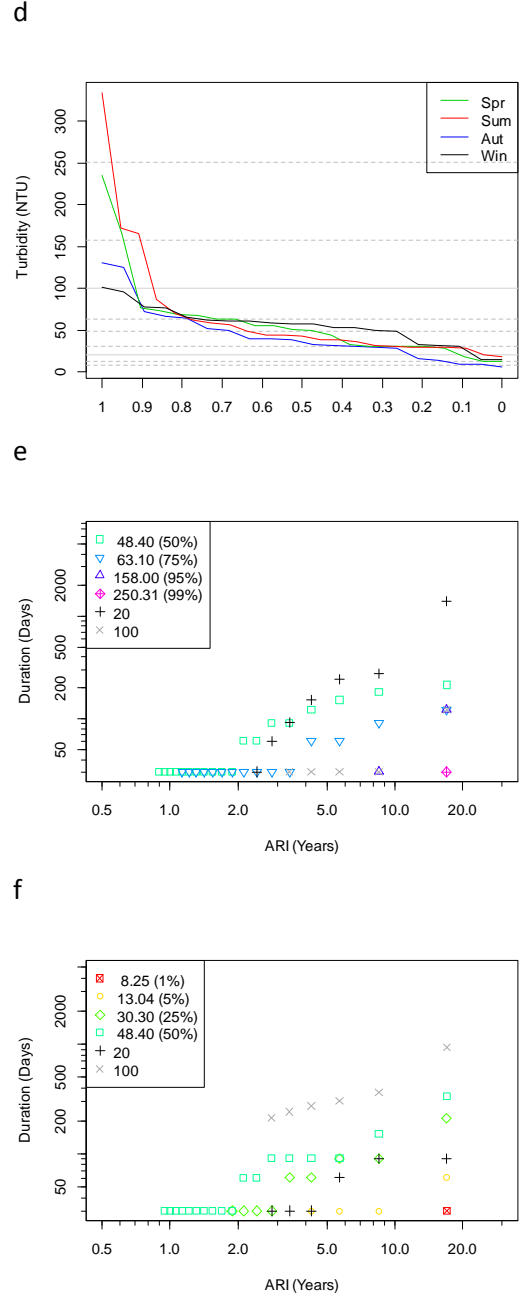 d
Turbidity (NTU)
300
250
200
150
100
50
0
Spr
Sum
Aut
Win
1 0.9 0.8 0.7 0.6 0.5 0.4 0.3 0.2 0.1 0
e
Duration (Days)
2000
500
200
50
48.40 (50%)
63.10 (75%)
158.00 (95%)
250.31 (99%)
20
100
0.5 1.0 2.0 5.0 10.0 20.0
ARI (Years)
f
Duration (Days)
2000
500
200
50
8.25 (1%)
13.04 (5%)
30.30 (25%)
48.40 (50%)
20
100
0.5 1.0 2.0 5.0 10.0 20.0
ARI (Years)